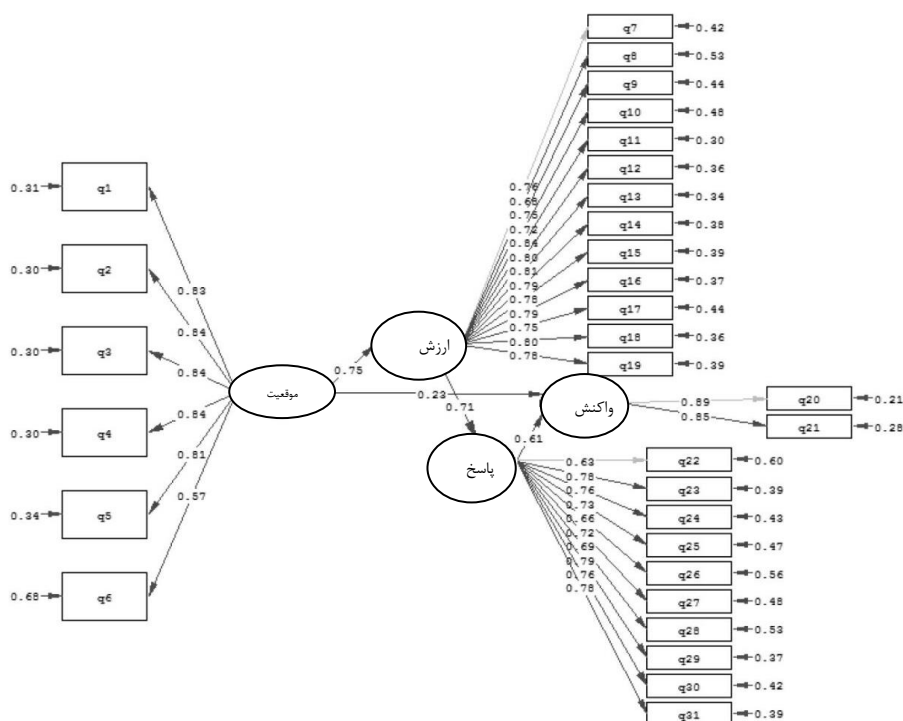 q7 0.42
q8 0.53
q9 0.44
q10 0.48
q11 0.30
q12 0.36
q13 0.34
q14 0.38
q15 0.39
q16 0.37
q17 0.44
q18 0.36
q19 0.39
0.76
0.68
0.75
0.72
0.84
0.80
0.81
0.79
0.78
0.79
0.75
0.80
0.78
0.31 q1
0.30 q2
0.30 q3
0.30 q4
0.34 q5
0.68 q6
0.83
0.84
0.84
0.84
0.81
0.57
موقعیت
0.75
ارزش
0.23
0.71
واکنش
0.61
پاسخ
0.89 q20 0.21
0.85 q21 0.28
q22 0.60
q23 0.39
q24 0.43
q25 0.47
q26 0.56
q27 0.48
q28 0.53
q29 0.37
q30 0.42
q31 0.39
0.63
0.78
0.76
0.73
0.66
0.72
0.69
0.79
0.76
0.78